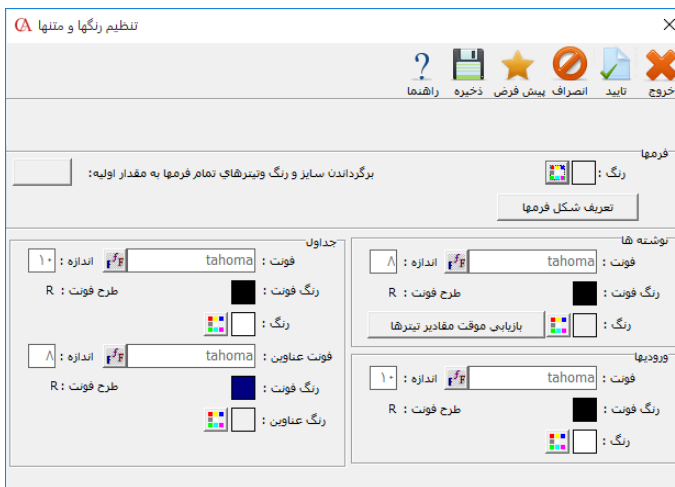 تنظیم رنگها و متنها
خروج تایید انصراف پیش فرض ذخیره راهنما
فرمها
رنگ :
برگرداندن سایز و رنگ وتیترهاي تمام فرمها به مقدار اولیه:
تعریف شکل فرمها
نوشته ها
فونت : tahoma اندازه : ۸
رنگ فونت : طرح فونت : R
رنگ : بازیابی موقت مقادیر تیترها
ورودیها
فونت : tahoma اندازه : ۱۰
رنگ فونت : طرح فونت : R
رنگ :
جداول
فونت : tahoma اندازه : ۱۰
رنگ فونت : طرح فونت : R
رنگ :
فونت عناوین : tahoma اندازه : ۸
رنگ فونت : طرح فونت : R
رنگ عناوین :